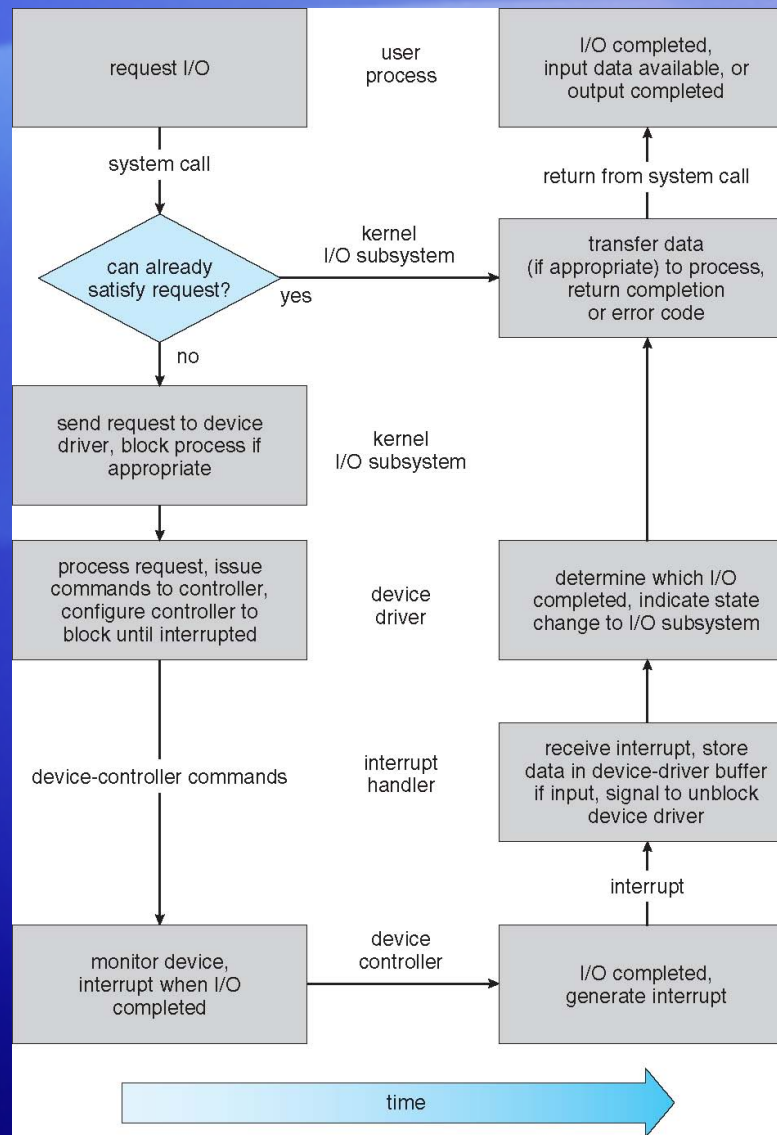 request I/O
user
process
I/O completed,
input data available, or
output completed
system call
return from system call
can already
satisfy request?
yes
no
kernel
I/O subsystem
transfer data
(if appropriate) to process,
return completion
or error code
send request to device
driver, block process if
appropriate
kernel
I/O subsystem
process request, issue
commands to controller,
configure controller to
block until interrupted
device
driver
determine which I/O
completed, indicate state
change to I/O subsystem
device-controller commands
interrupt
handler
receive interrupt, store
data in device-driver buffer
if input, signal to unblock
device driver
interrupt
monitor device,
interrupt when I/O
completed
device
controller
I/O completed,
generate interrupt
time